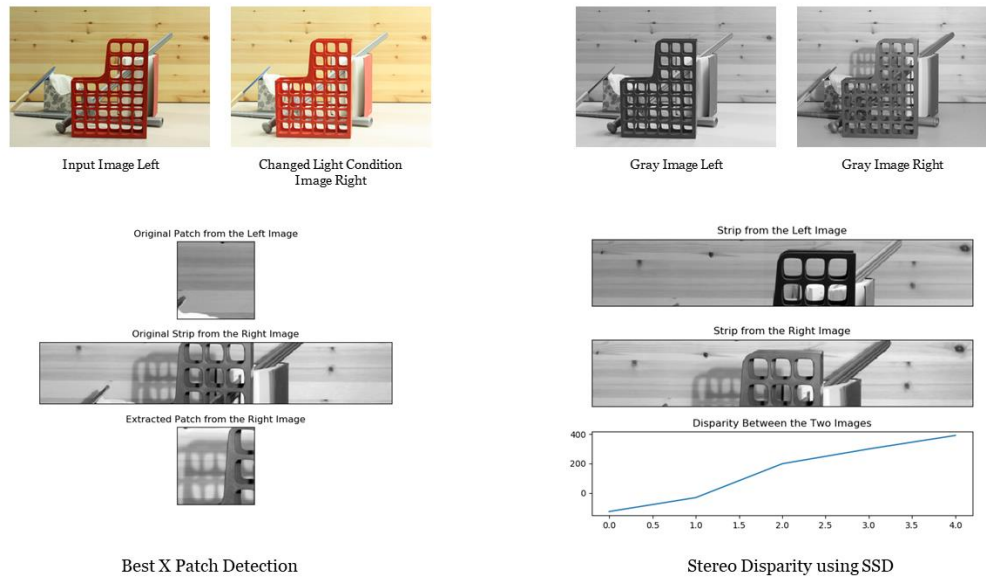 Input Image Left
Changed Light Condition
Image Right
Gray Image Left
Gray Image Right
Original Patch from the Left Image
Original Strip from the Right Image
Extracted Patch from the Right Image
Best X Patch Detection
Strip from the Left Image
Strip from the Right Image
Disparity Between the Two Images
400
200
0
0.0 0.5 1.0 1.5 2.0 2.5 3.0 3.5 4.0
Stereo Disparity using SSD